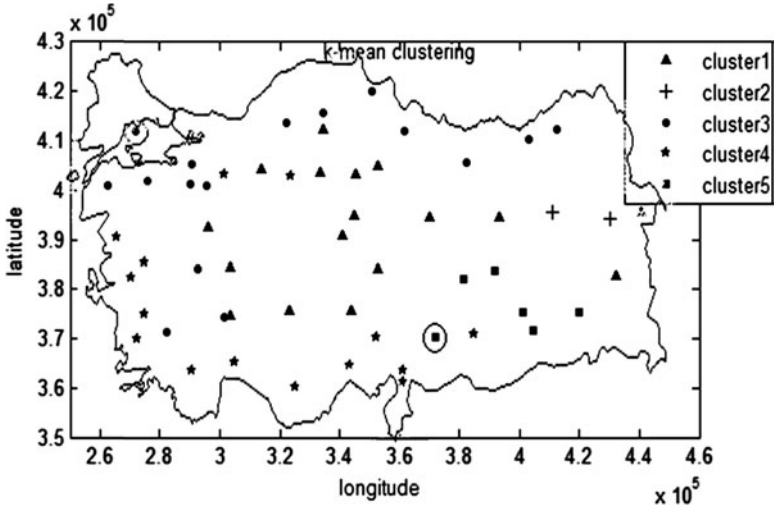 x 10^5
k-mean clustering
cluster1
cluster2
cluster3
cluster4
cluster5
4.3
4.2
4.1
4
3.9
3.8
3.7
3.6
3.5
latitude
2.6 2.8 3 3.2 3.4 3.6 3.8 4 4.2 4.4 4.6
longitude
x 10^5